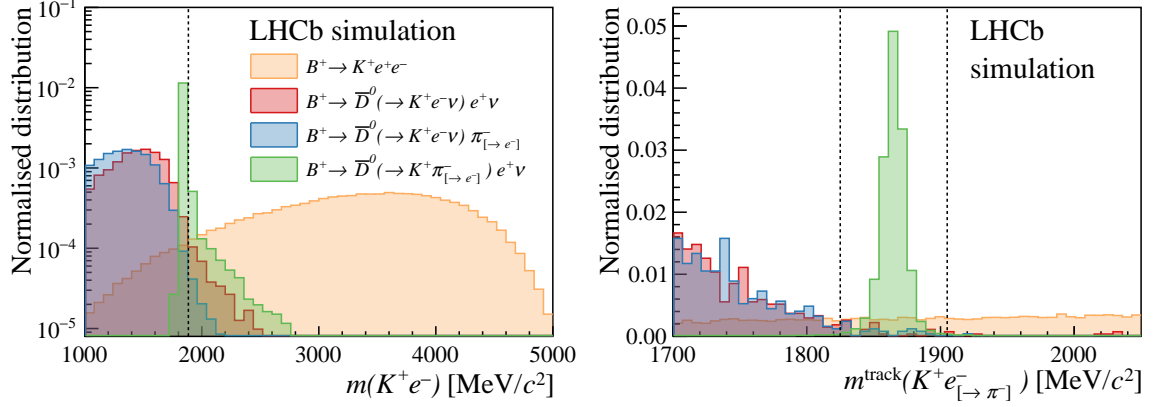 Normalised distribution
10⁻¹
10⁻²
10⁻³
10⁻⁴
10⁻⁵
LHCb simulation
B⁺→ K⁺e⁺e⁻
B⁺→ D̅⁰(→ K⁺e⁻ν) e⁺ν
B⁺→ D̅⁰(→ K⁺e⁻ν) π⁻[→ e⁻]
B⁺→ D̅⁰(→ K⁺π⁻[→ e⁻]) e⁺ν
1000 2000 3000 4000 5000
m(K⁺e⁻) [MeV/c²]
Normalised distribution
0.05
0.04
0.03
0.02
0.01
0.00
LHCb
simulation
1700 1800 1900 2000
mᵗʳᵃᶜᵏ(K⁺e⁻[→ π⁻]) [MeV/c²]